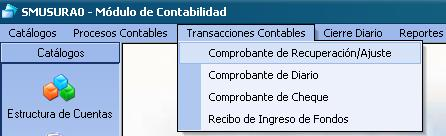 SMUSURA0 - Módulo de Contabilidad
Catálogos Procesos Contables Transacciones Contables Cierre Diario Reportes
Catálogos
Comprobante de Recuperación/Ajuste
Comprobante de Diario
Comprobante de Cheque
Recibo de Ingreso de Fondos
Estructura de Cuentas